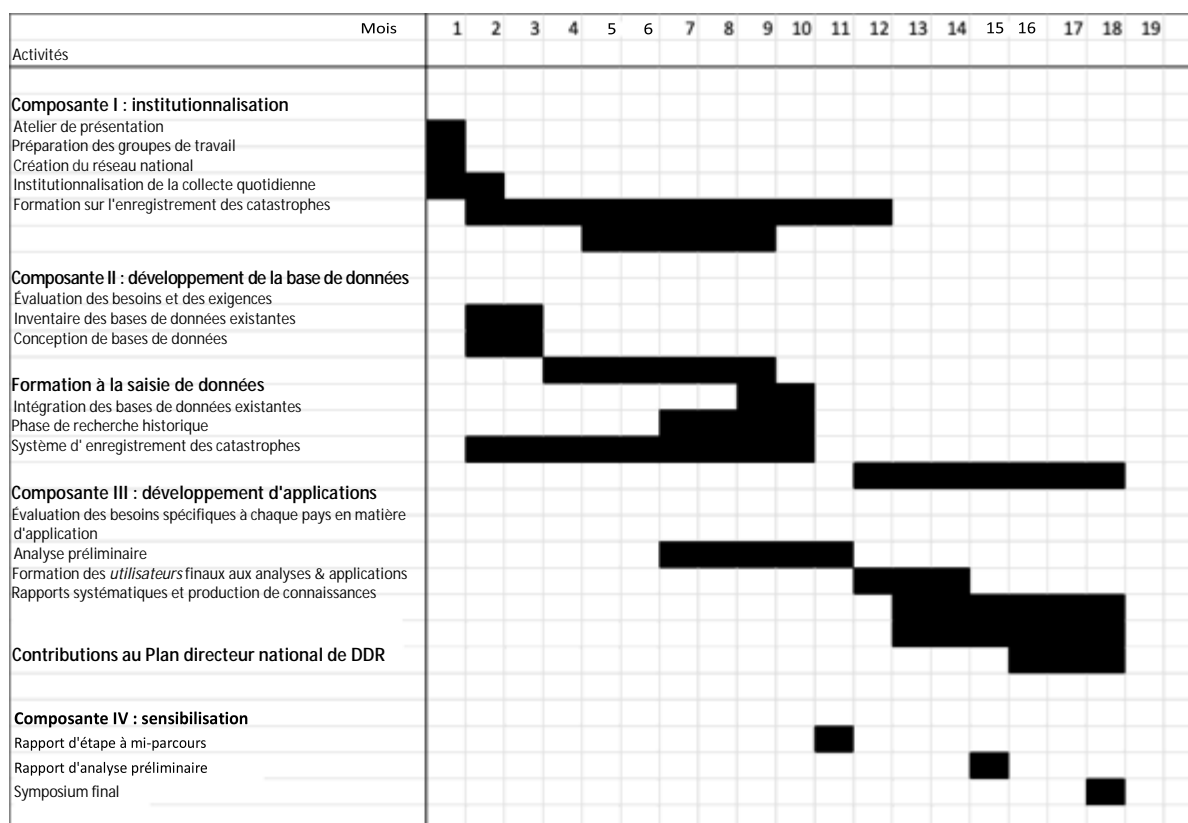 Mois 1 2 3 4 5 6 7 8 9 10 11 12 13 14 15 16 17 18 19
Activités
Composante I : institutionnalisation
Atelier de présentation
Préparation des groupes de travail
Création du réseau national
Institutionnalisation de la collecte quotidienne
Formation sur l'enregistrement des catastrophes
Composante II : développement de la base de données
Évaluation des besoins et des exigences
Inventaire des bases de données existantes
Conception de bases de données
Formation à la saisie de données
Intégration des bases de données existantes
Phase de recherche historique
Système d' enregistrement des catastrophes
Composante III : développement d'applications
Évaluation des besoins spécifiques à chaque pays en matière
d'application
Analyse préliminaire
Formation des utilisateurs finaux aux analyses & applications
Rapports systématiques et production de connaissances
Contributions au Plan directeur national de DDR
Composante IV : sensibilisation
Rapport d'étape à mi-parcours
Rapport d'analyse préliminaire
Symposium final